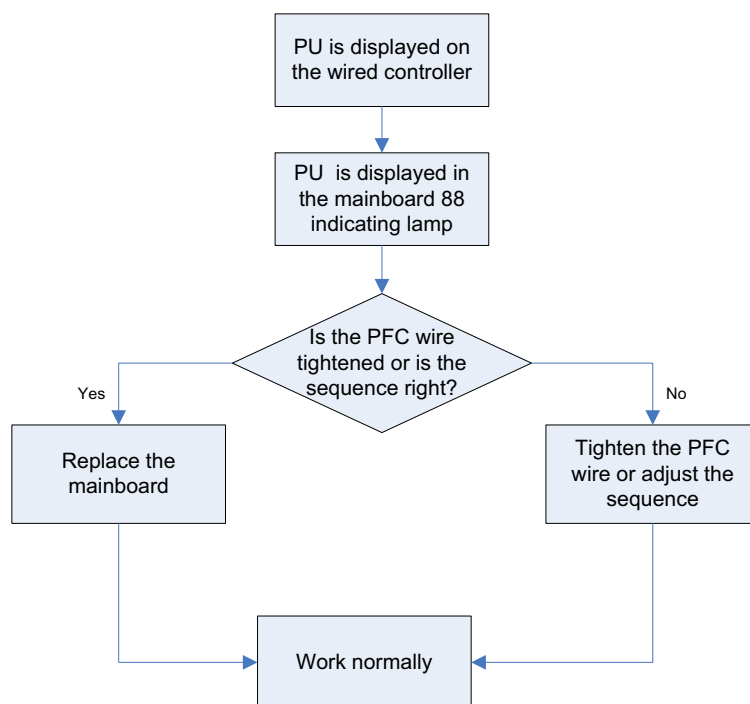 PU is displayed on
the wired controller
PU is displayed in
the mainboard 88
indicating lamp
Is the PFC wire
tightened or is the
sequence right?
Yes
No
Replace the
mainboard
Tighten the PFC
wire or adjust the
sequence
Work normally